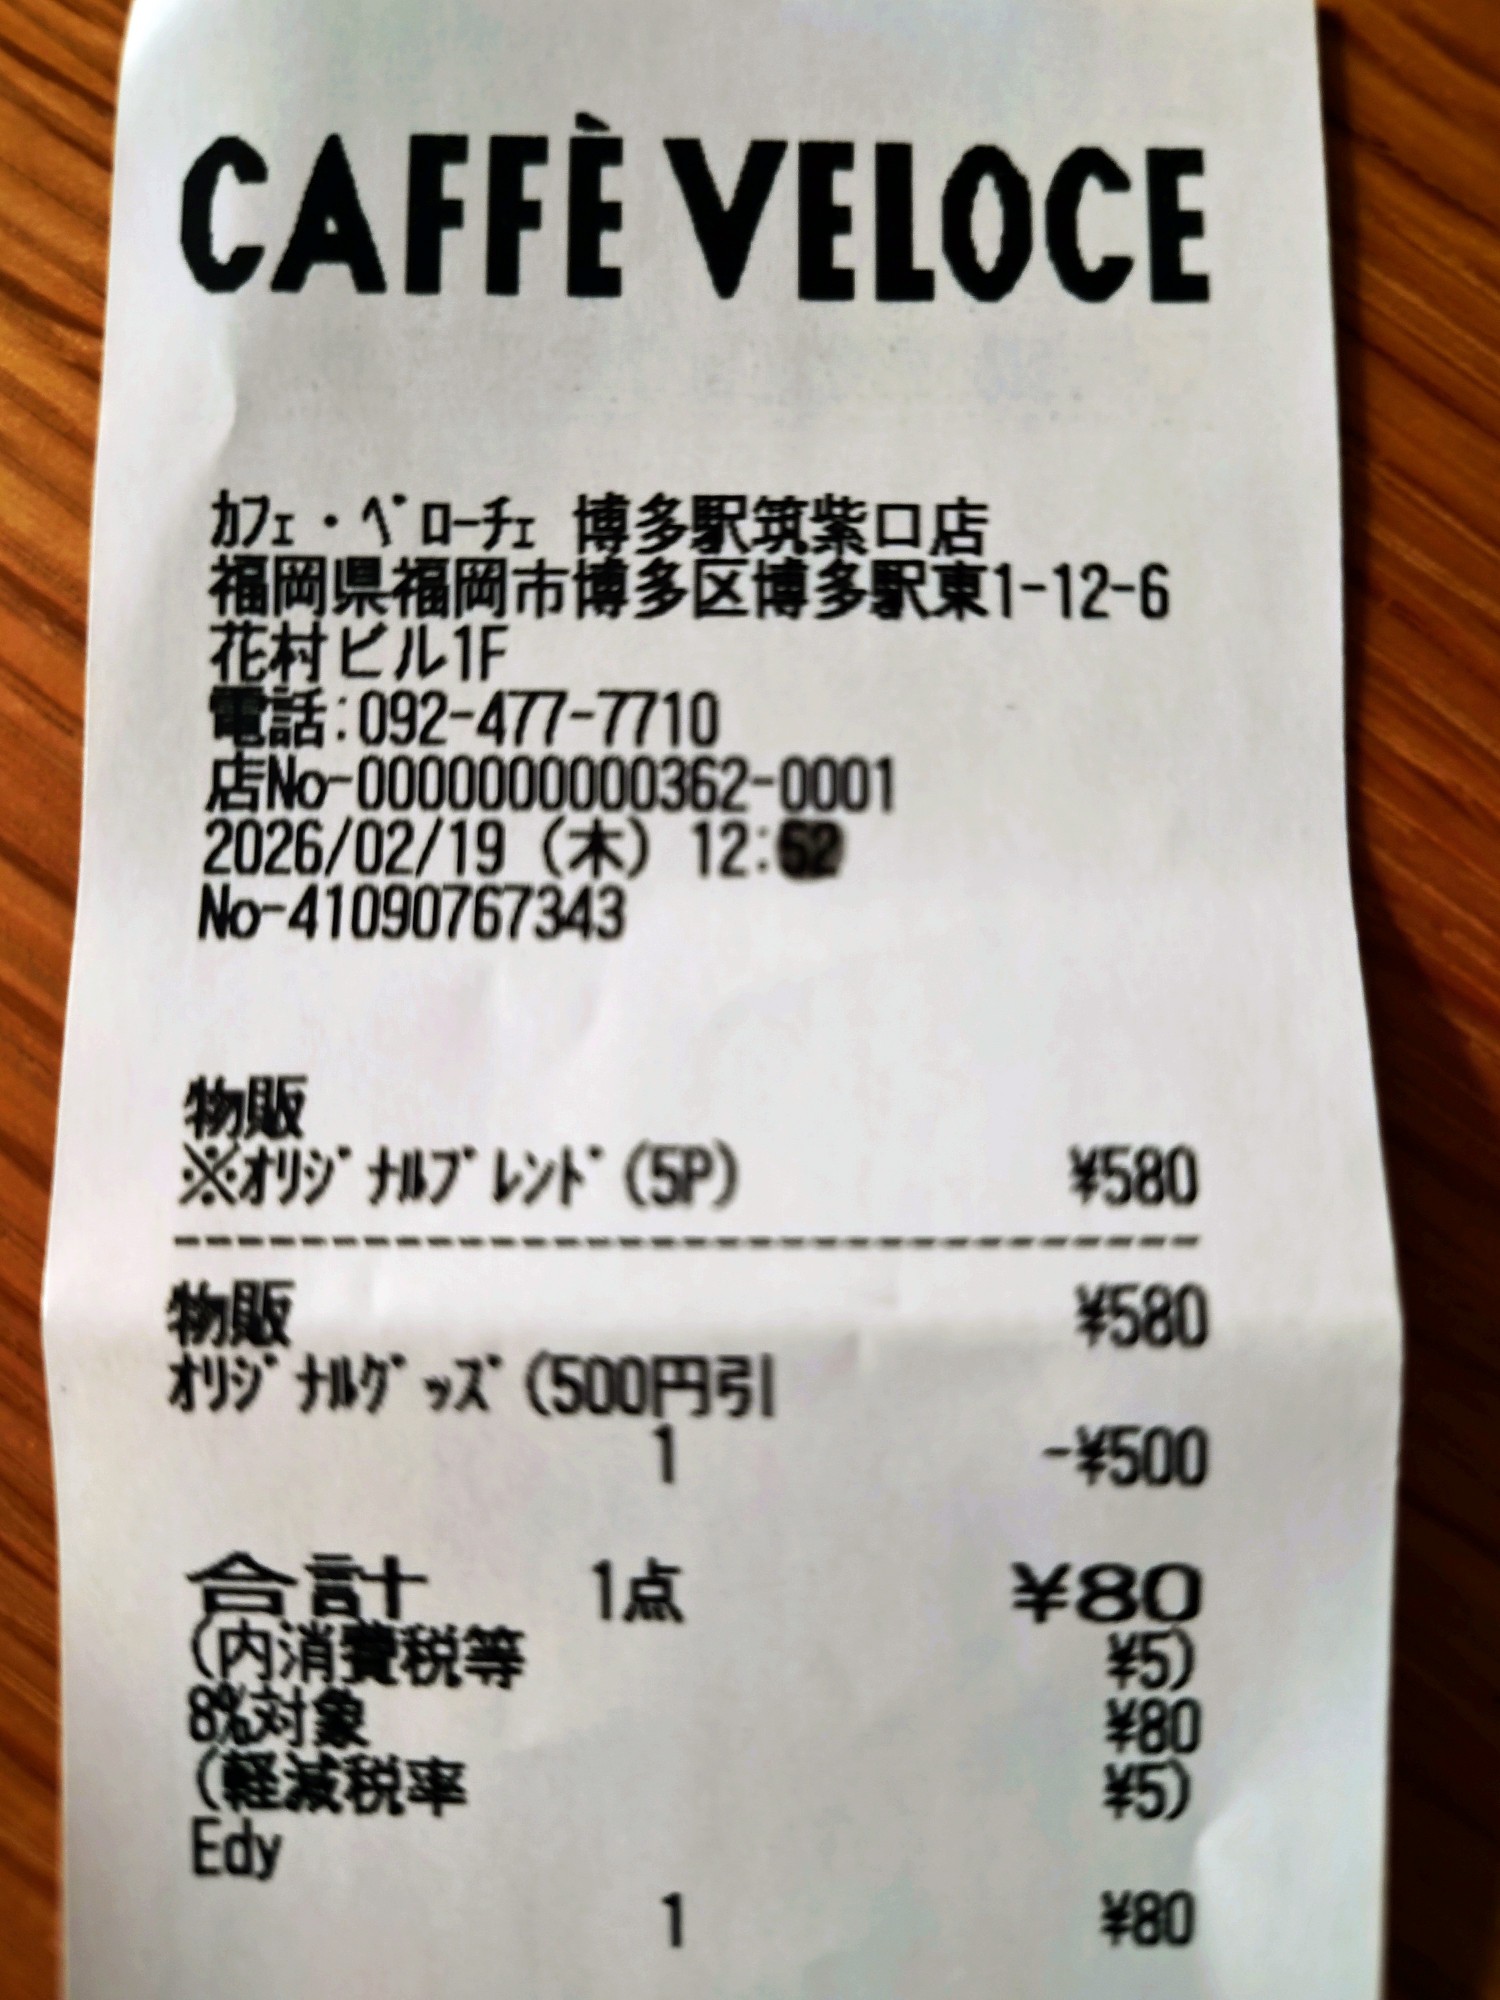 CAFFÈ VELOCE
ｶﾌｪ・ﾍﾞﾛｰﾁｪ 博多駅筑紫口店
福岡県福岡市博多区博多駅東1-12-6
花村ビル1F
電話:092-477-7710
店No-0000000000362-0001
2026/02/19（木）12:52
No-41090767343
物販
※ｵﾘｼﾞﾅﾙﾌﾞﾚﾝﾄﾞ(5P) ¥580
物販 ¥580
ｵﾘｼﾞﾅﾙｸﾞｯｽﾞ(500円引
1 -¥500
合計 1点 ¥80
(内消費税等 ¥5)
8%対象 ¥80
(軽減税率 ¥5)
Edy
1 ¥80